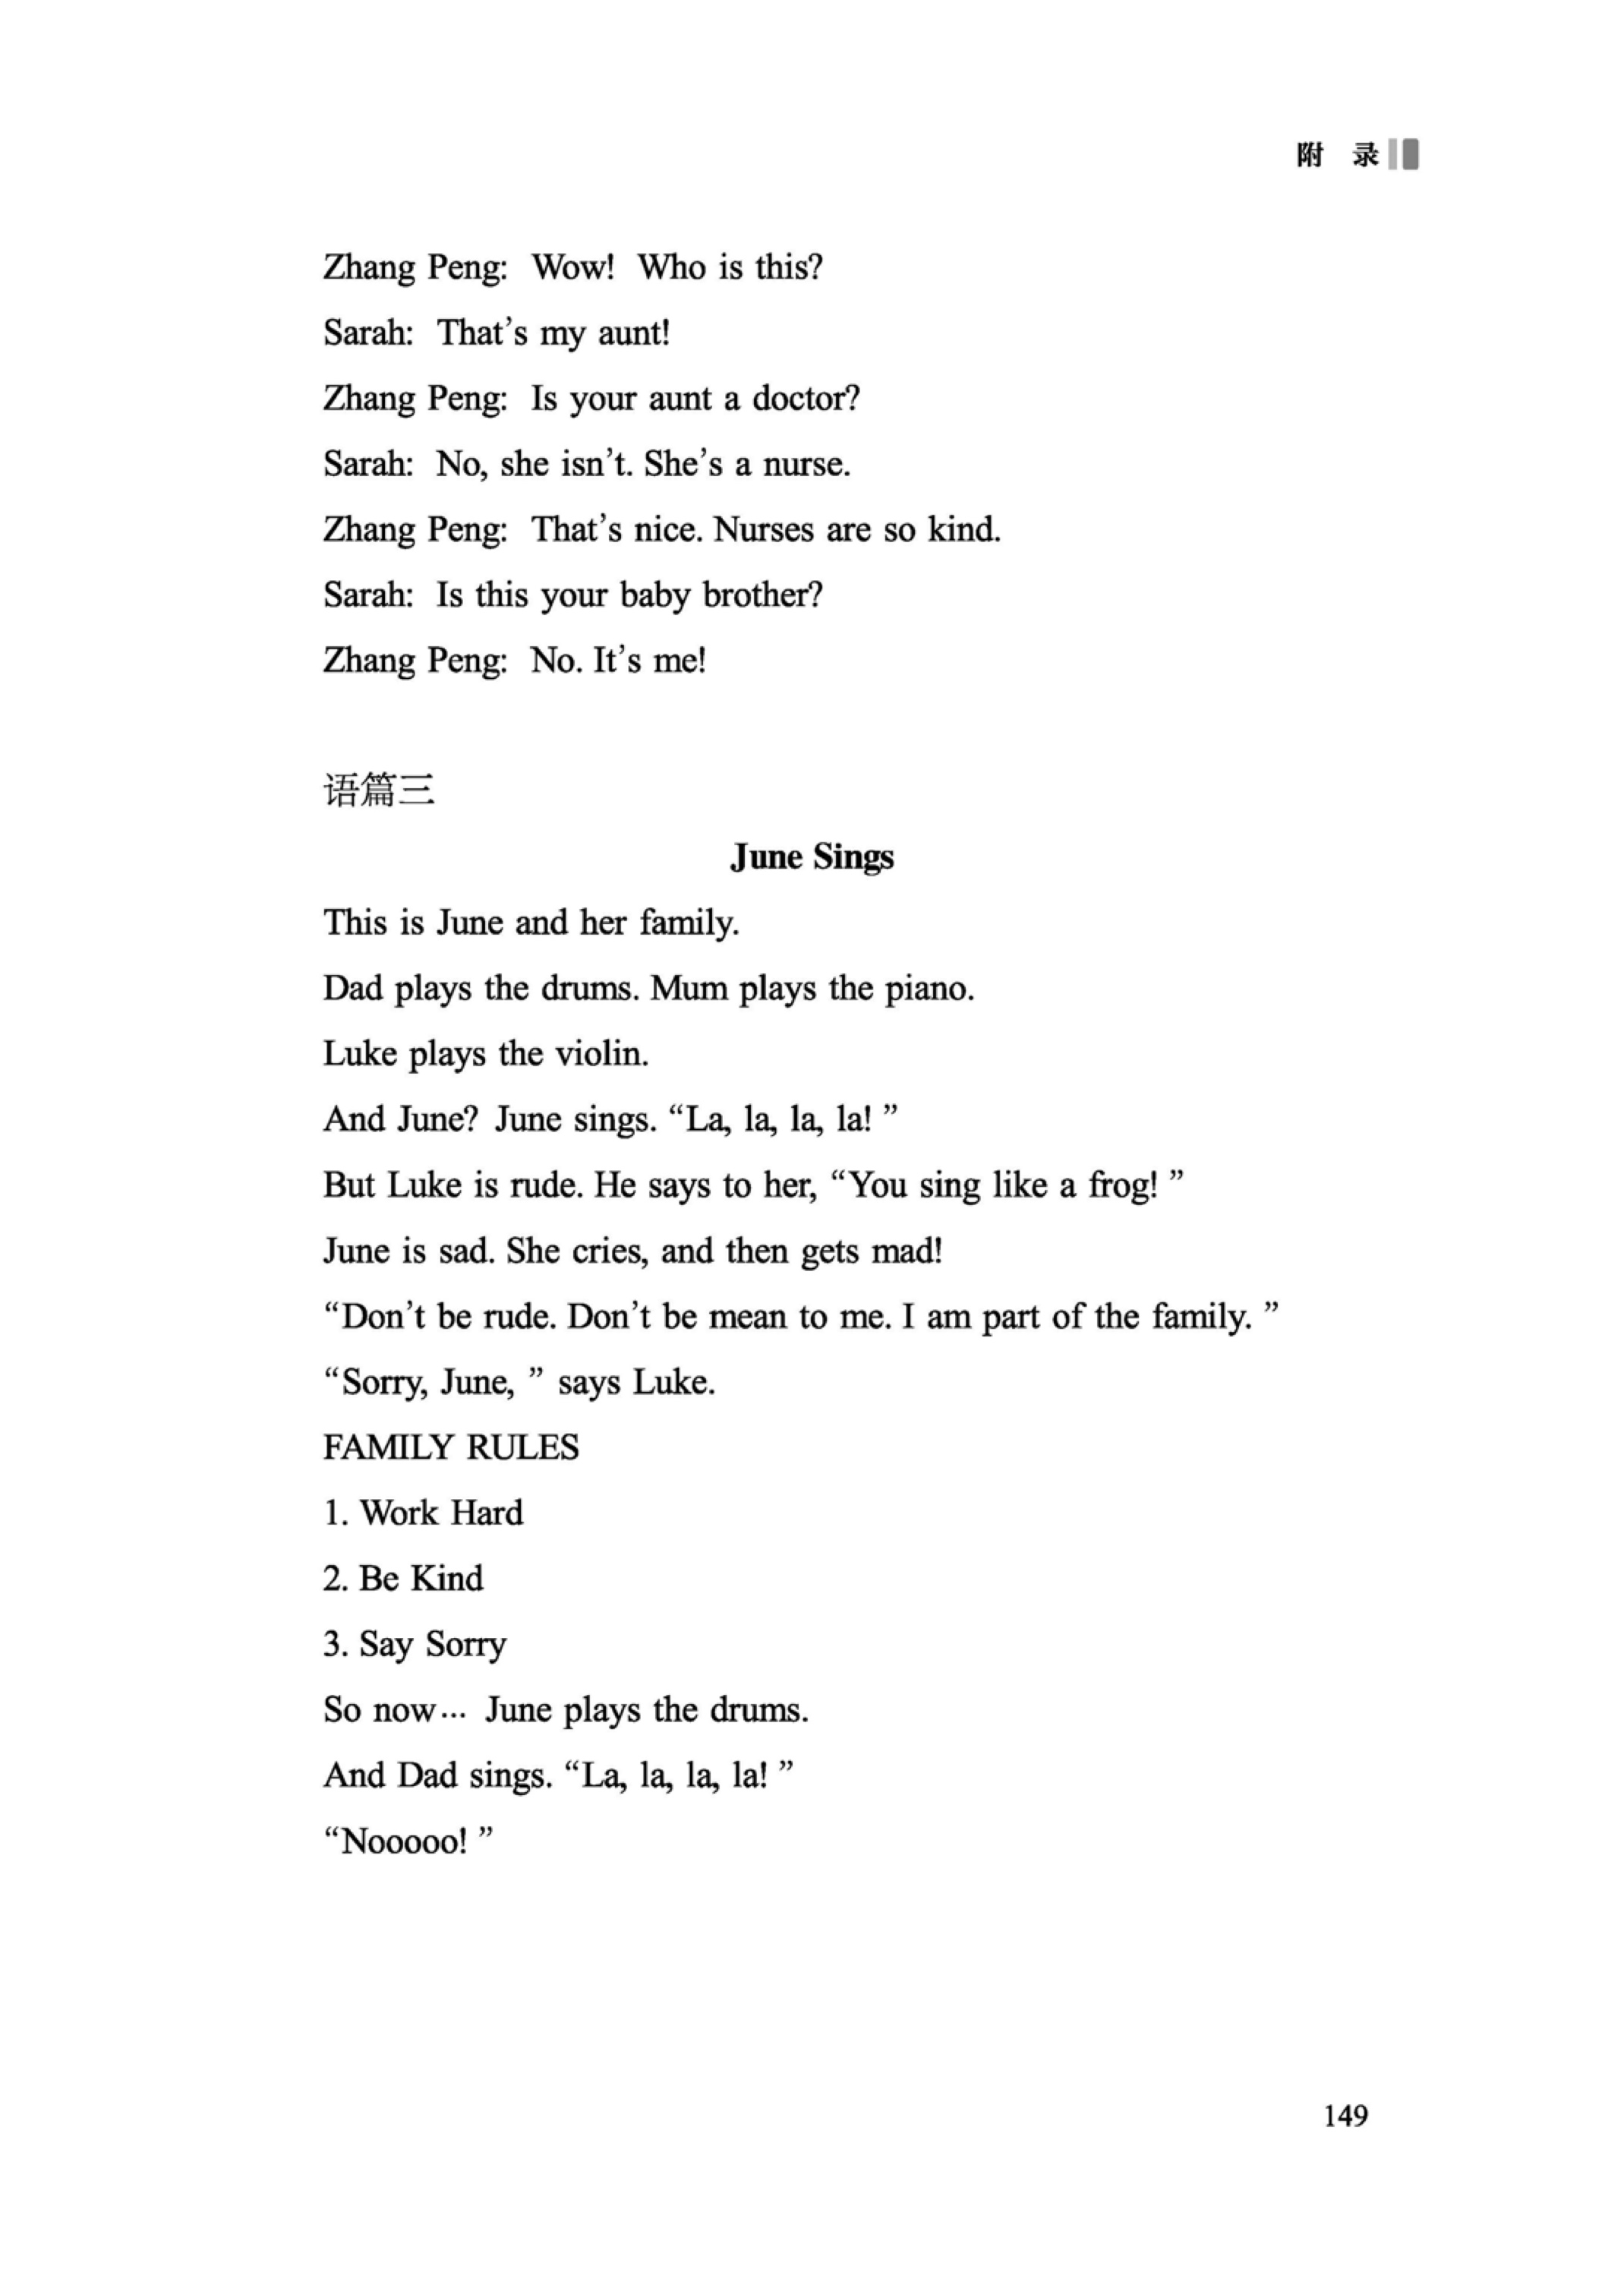 附 录
Zhang Peng: Wow! Who is this?
Sarah: That’s my aunt!
Zhang Peng: Is your aunt a doctor?
Sarah: No, she isn’t. She’s a nurse.
Zhang Peng: That’s nice. Nurses are so kind.
Sarah: Is this your baby brother?
Zhang Peng: No. It’s me!
语篇三
June Sings
This is June and her family.
Dad plays the drums. Mum plays the piano.
Luke plays the violin.
And June? June sings. “La, la, la, la! ”
But Luke is rude. He says to her, “You sing like a frog! ”
June is sad. She cries, and then gets mad!
“Don’t be rude. Don’t be mean to me. I am part of the family. ”
“Sorry, June, ” says Luke.
FAMILY RULES
1. Work Hard
2. Be Kind
3. Say Sorry
So now… June plays the drums.
And Dad sings. “La, la, la, la! ”
“Nooooo! ”
149